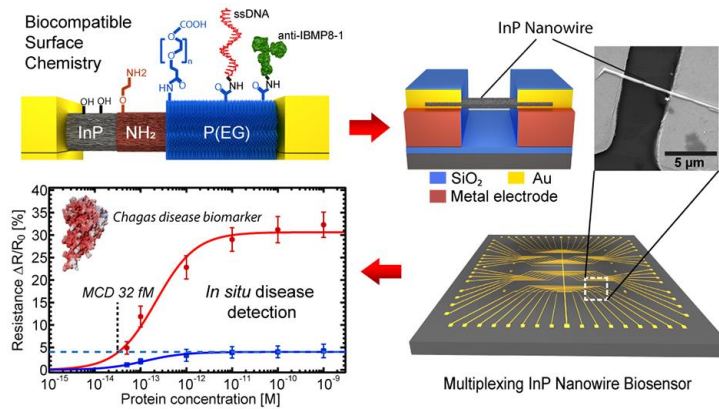 Biocompatible
Surface
Chemistry
COOH
n
ssDNA
anti-IBMP8-1
NH2
O
O
O
O
O
NH
NH
HN
OH OH
InP
NH₂
P(EG)
InP Nanowire
5 µm
SiO₂
Au
Metal electrode
Resistance ΔR/R₀ [%]
40
35
30
25
20
15
10
5
0
Chagas disease biomarker
MCD 32 fM
In situ disease
detection
10⁻¹⁵ 10⁻¹⁴ 10⁻¹³ 10⁻¹² 10⁻¹¹ 10⁻¹⁰ 10⁻⁹
Protein concentration [M]
Multiplexing InP Nanowire Biosensor